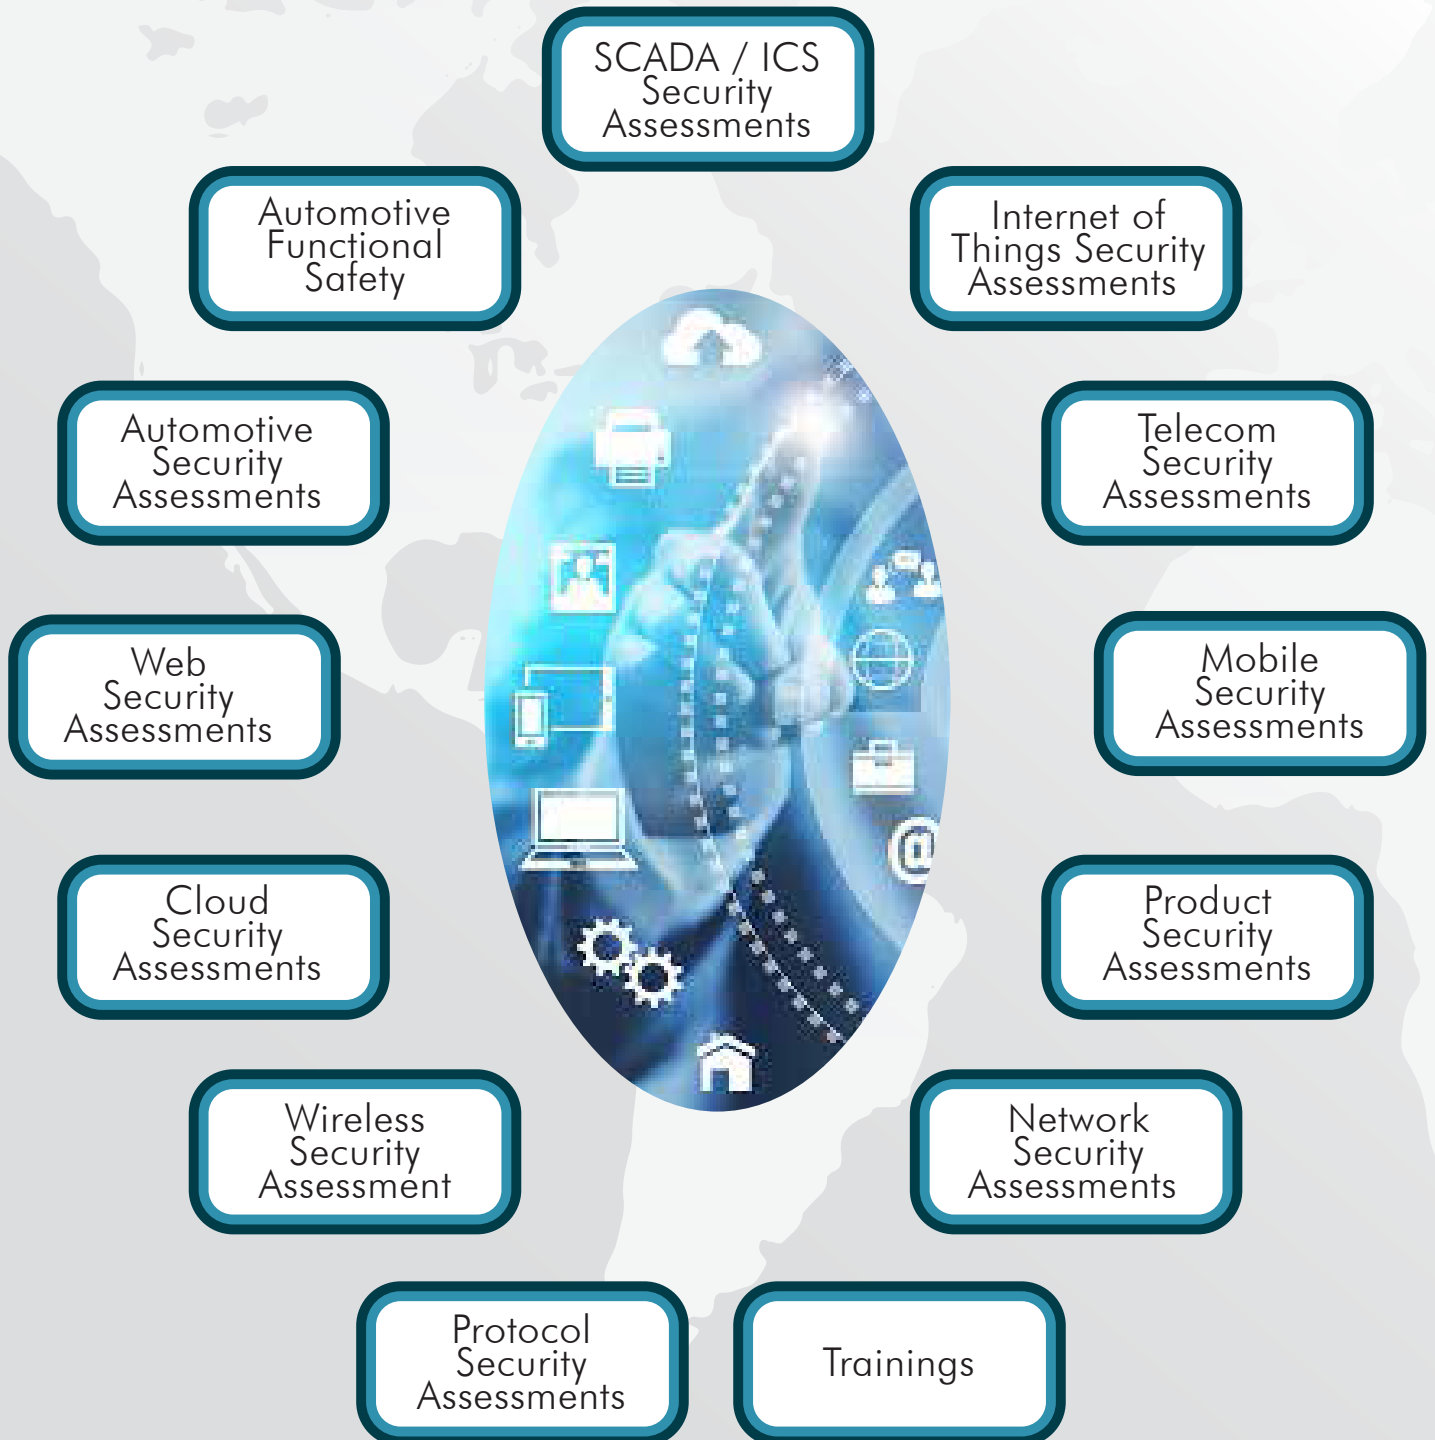 SCADA / ICS
Security
Assessments
Automotive
Functional
Safety
Internet of
Things Security
Assessments
Automotive
Security
Assessments
Telecom
Security
Assessments
Web
Security
Assessments
Mobile
Security
Assessments
Cloud
Security
Assessments
Product
Security
Assessments
Wireless
Security
Assessment
Network
Security
Assessments
Protocol
Security
Assessments
Trainings
@